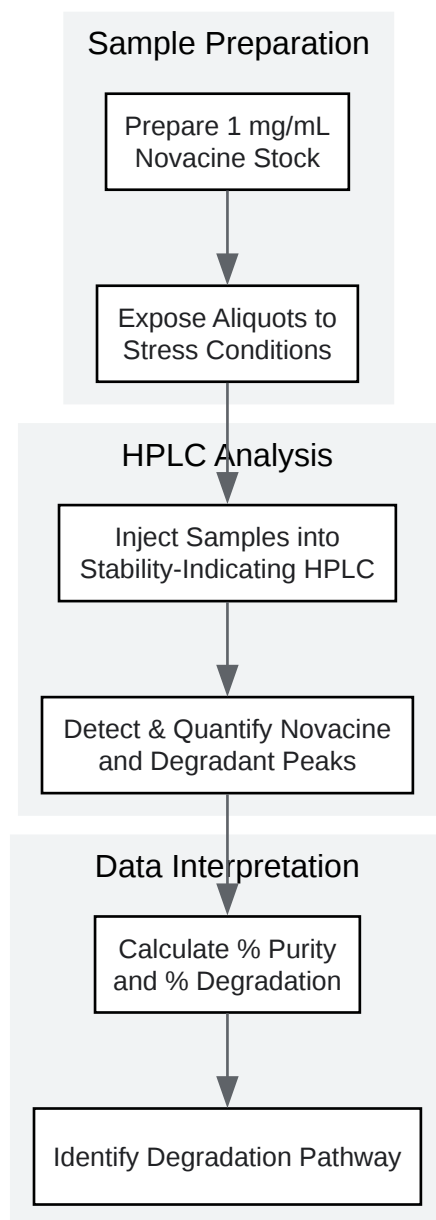 Sample Preparation
Prepare 1 mg/mL
Novacine Stock
Expose Aliquots to
Stress Conditions
HPLC Analysis
Inject Samples into
Stability-Indicating HPLC
Detect & Quantify Novacine
and Degradant Peaks
Data Interpretation
Calculate % Purity
and % Degradation
Identify Degradation Pathway